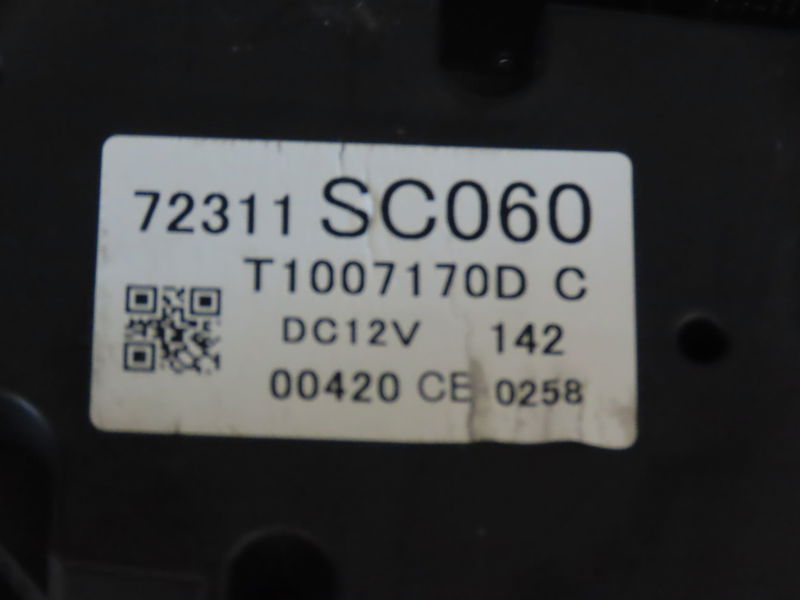 72311 SC060
T1007170D C
DC12V 142
00420 CE 0258